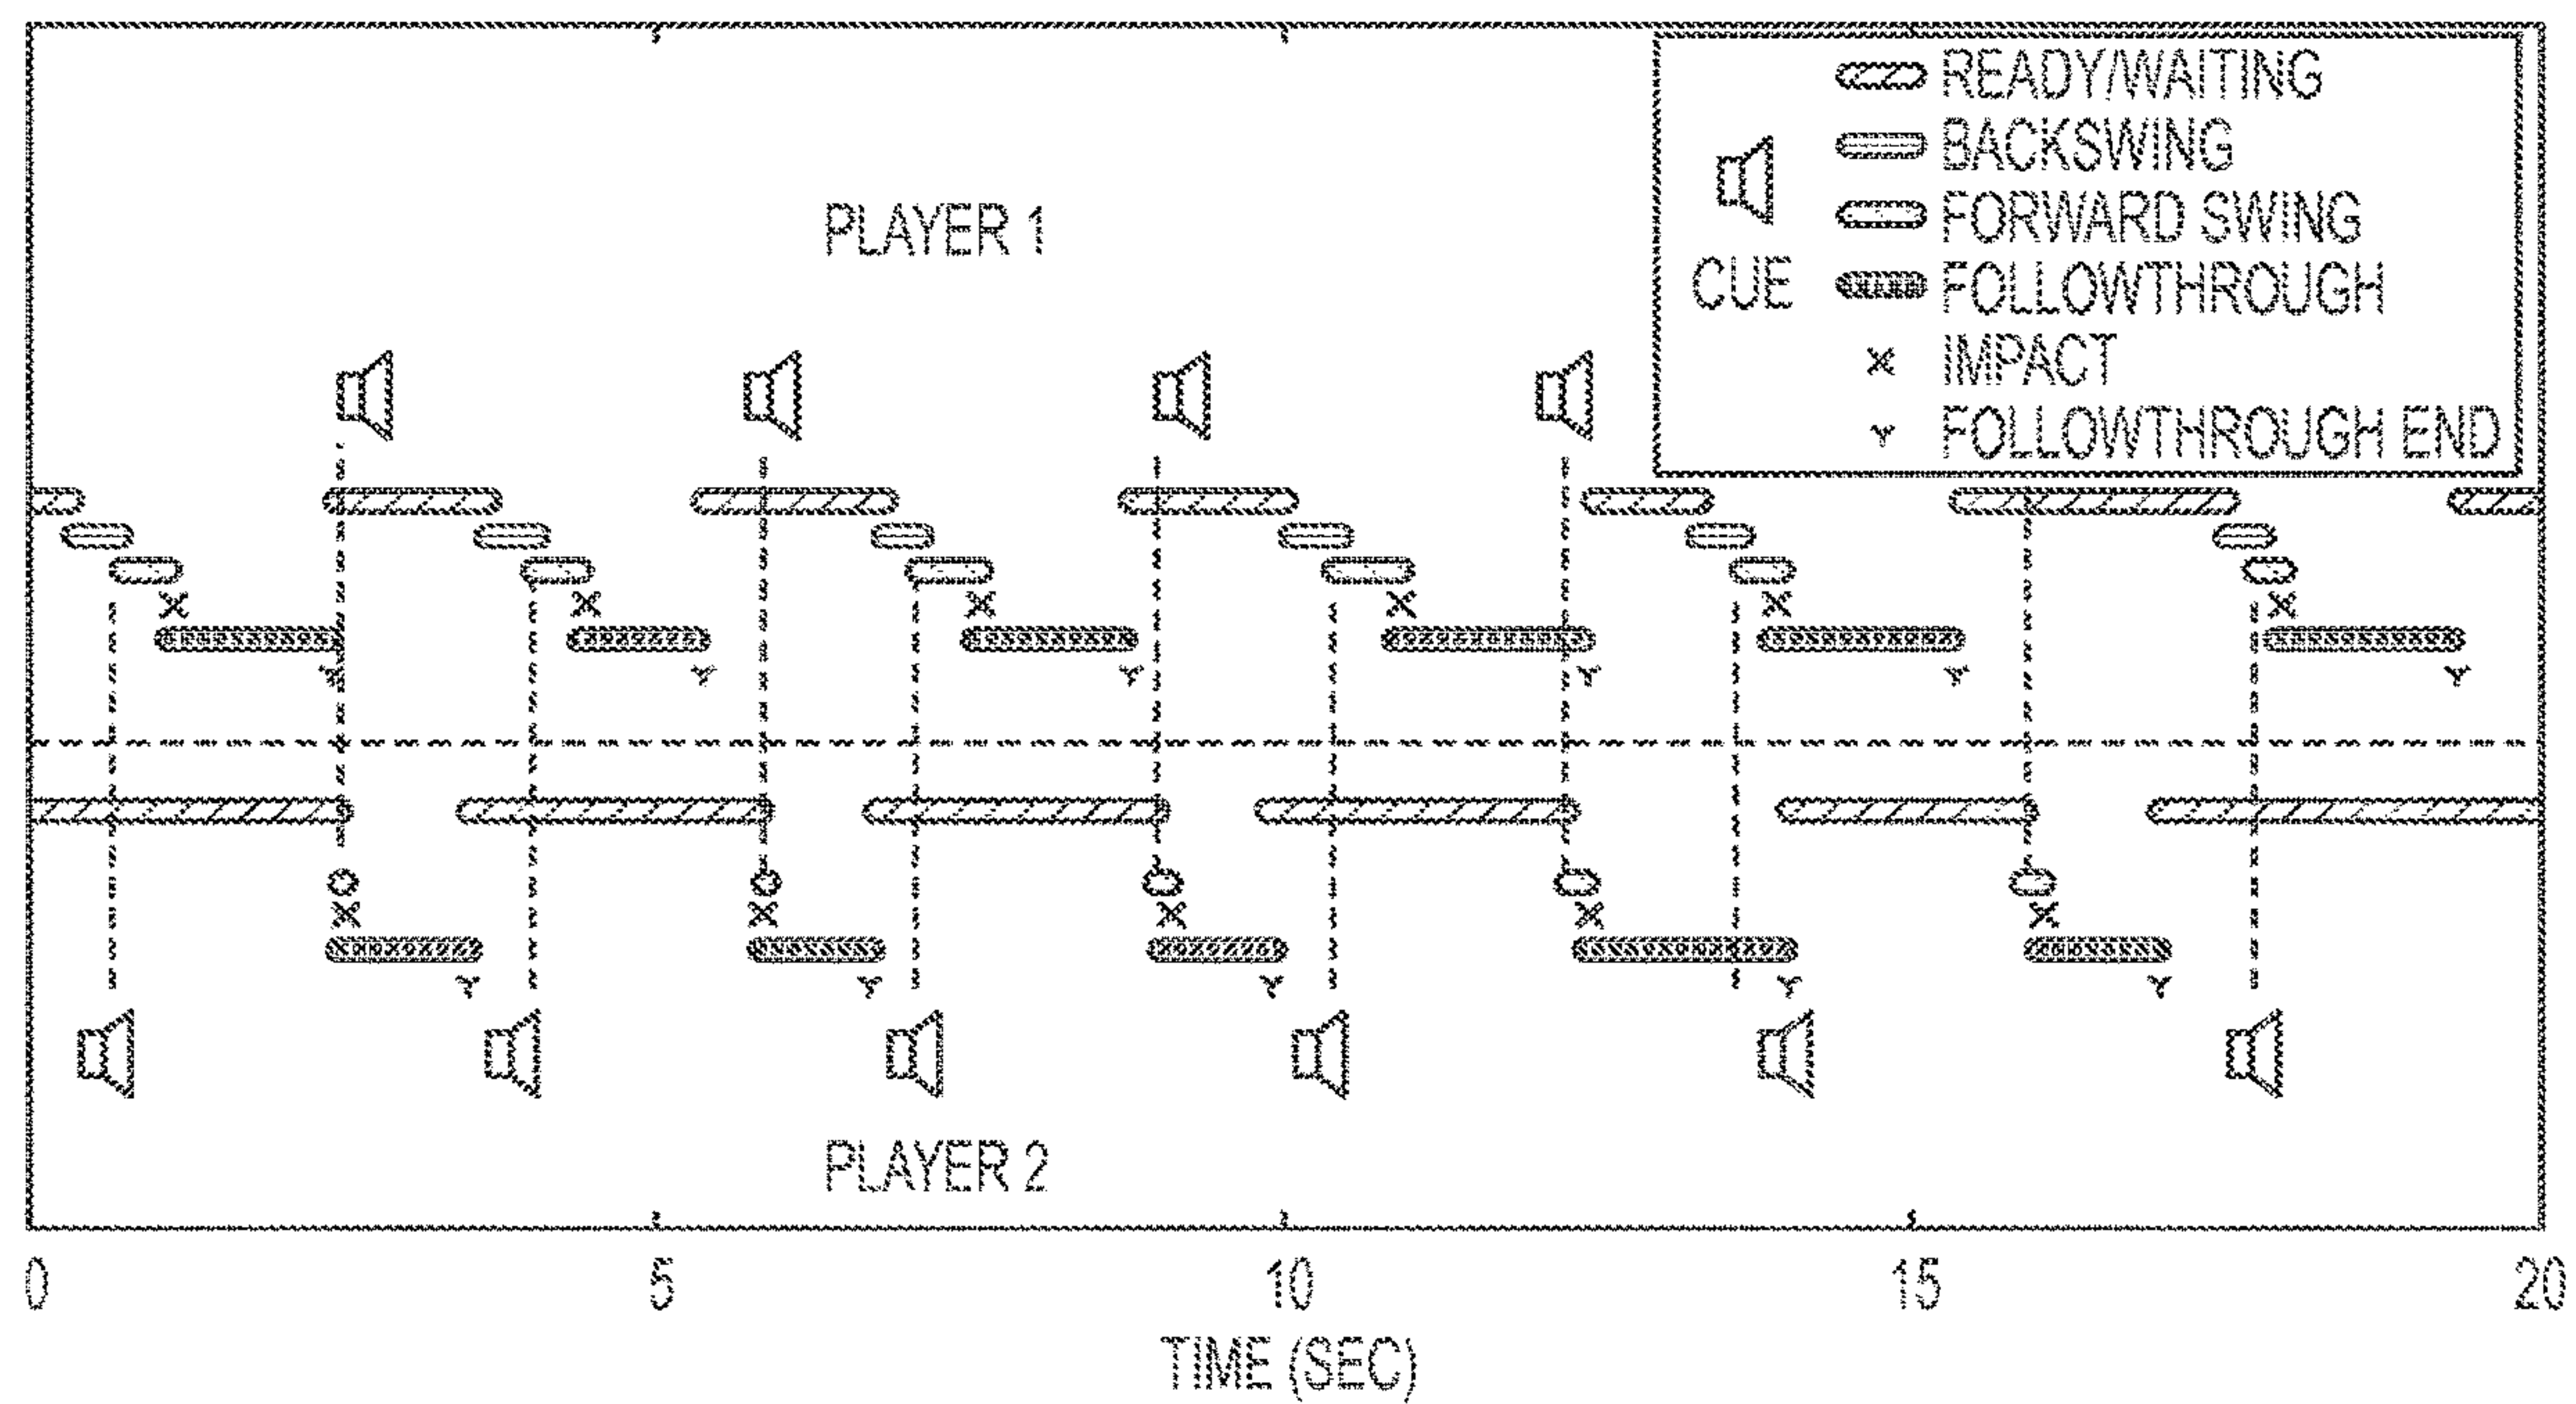 READY/WAITING
BACKSWING
FORWARD SWING
CUE
FOLLOWTHROUGH
IMPACT
FOLLOWTHROUGH END
PLAYER 1
PLAYER 2
0 5 10 15 20
TIME (SEC)